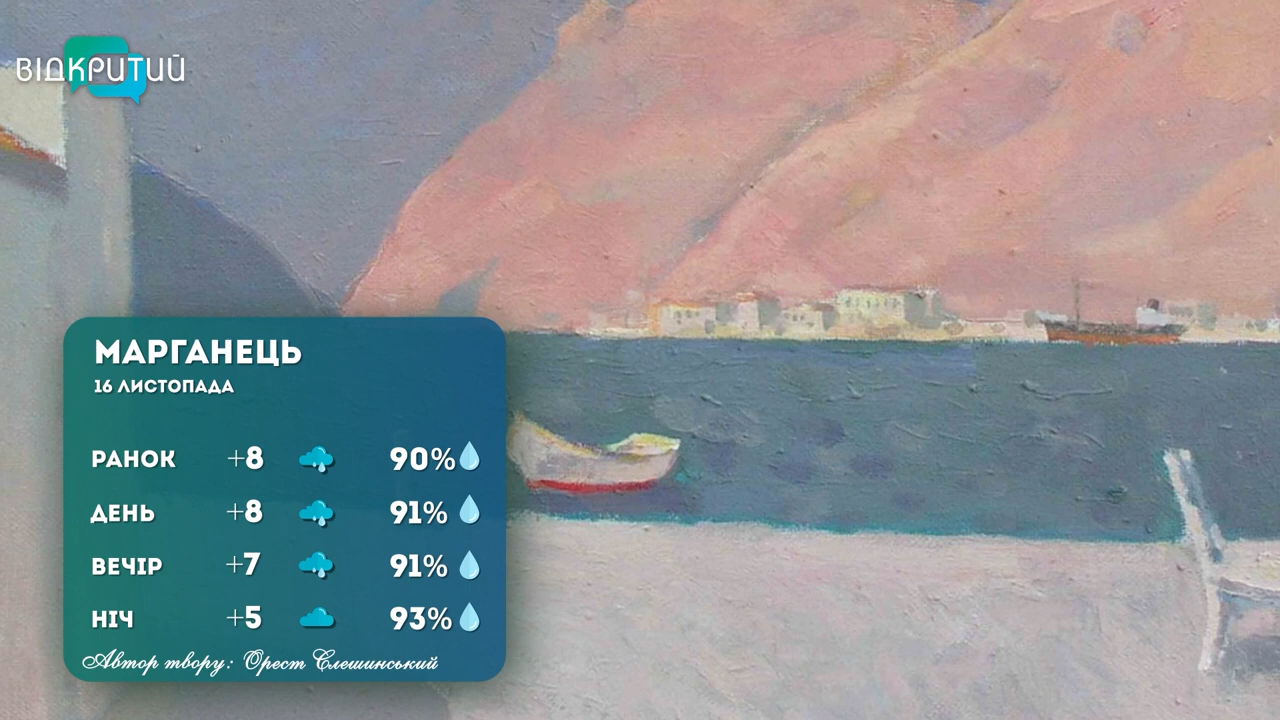 ВІДКРИТИЙ
МАРГАНЕЦЬ
16 ЛИСТОПАДА
РАНОК +8 90%
ДЕНЬ +8 91%
ВЕЧІР +7 91%
НІЧ +5 93%
Автор твору: Орест Слешинський